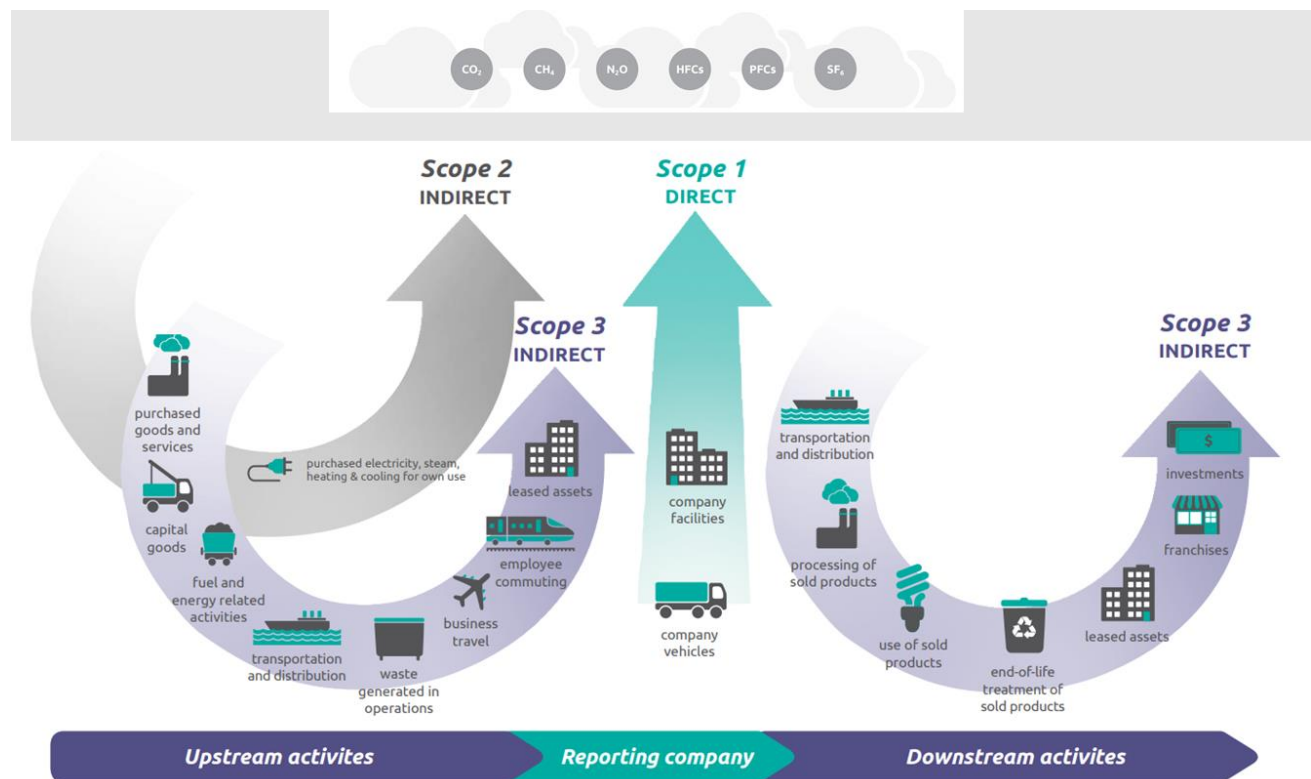 CO₂ CH₄ N₂O HFCs PFCs SF₆
Scope 2
INDIRECT
Scope 1
DIRECT
Scope 3
INDIRECT
Scope 3
INDIRECT
purchased
goods and
services
capital
goods
fuel and
energy related
activities
transportation
and distribution
waste
generated in
operations
business
travel
employee
commuting
leased assets
purchased electricity, steam,
heating & cooling for own use
company
facilities
company
vehicles
transportation
and distribution
processing of
sold products
use of sold
products
end-of-life
treatment of
sold products
leased assets
franchises
$
investments
Upstream activites
Reporting company
Downstream activites